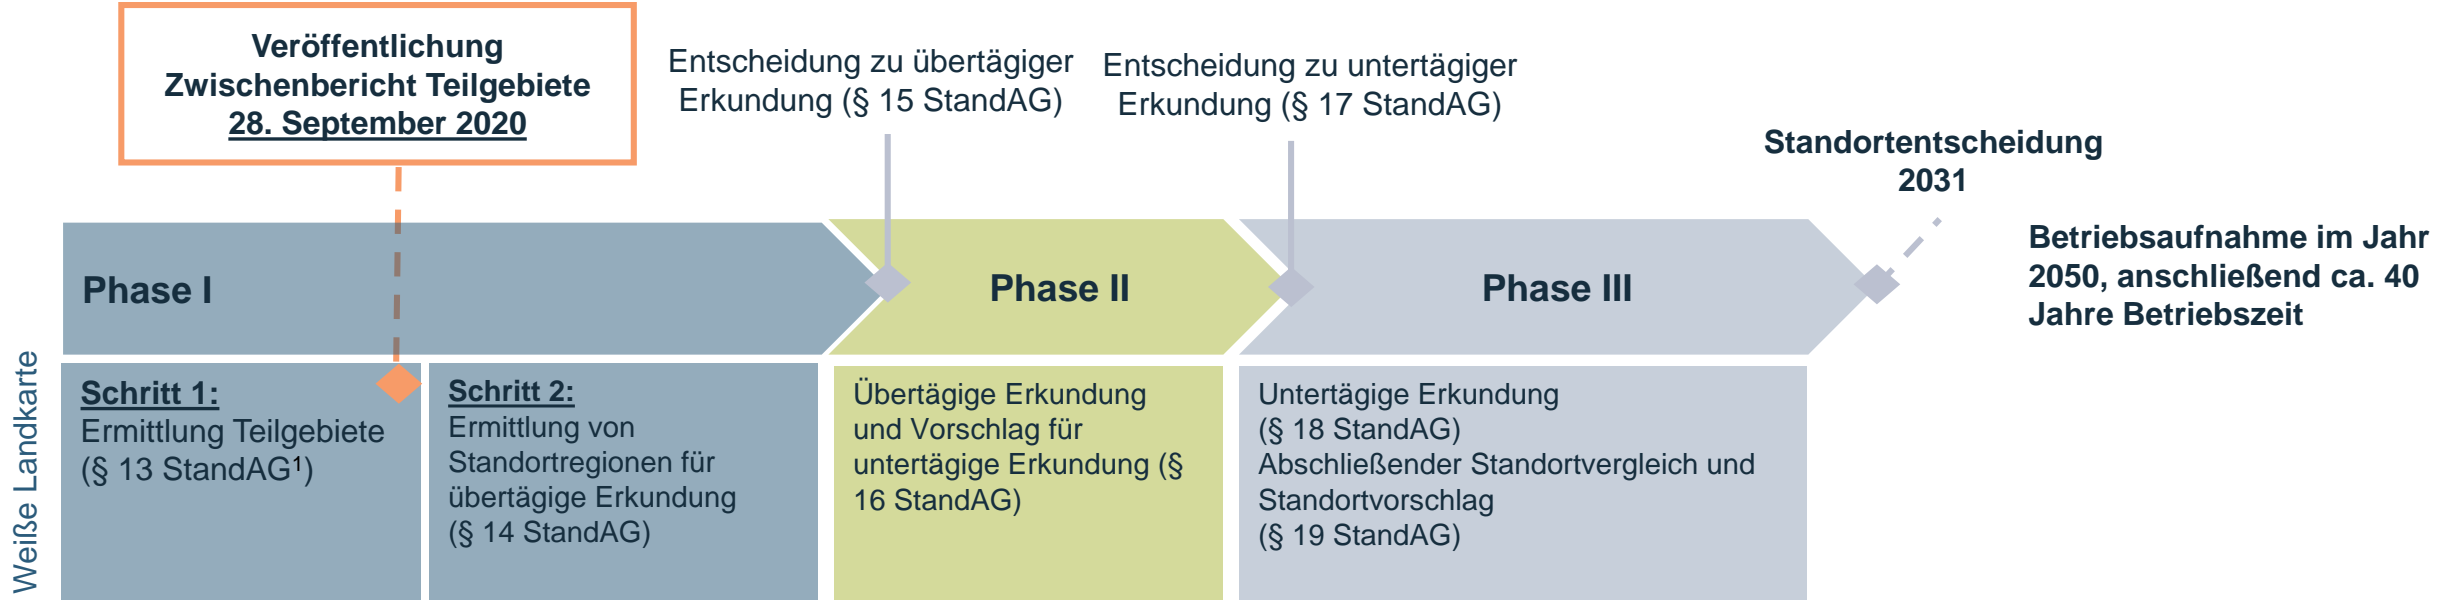 Veröffentlichung
Zwischenbericht Teilgebiete
28. September 2020
Entscheidung zu übertägiger
Erkundung (§ 15 StandAG)
Entscheidung zu untertägiger
Erkundung (§ 17 StandAG)
Standortentscheidung
2031
Betriebsaufnahme im Jahr
2050, anschließend ca. 40
Jahre Betriebszeit
Phase I
Phase II
Phase III
Weiße Landkarte
Schritt 1:
Ermittlung Teilgebiete
(§ 13 StandAG¹)
Schritt 2:
Ermittlung von
Standortregionen für
übertägige Erkundung
(§ 14 StandAG)
Übertägige Erkundung
und Vorschlag für
untertägige Erkundung (§
16 StandAG)
Untertägige Erkundung
(§ 18 StandAG)
Abschließender Standortvergleich und
Standortvorschlag
(§ 19 StandAG)